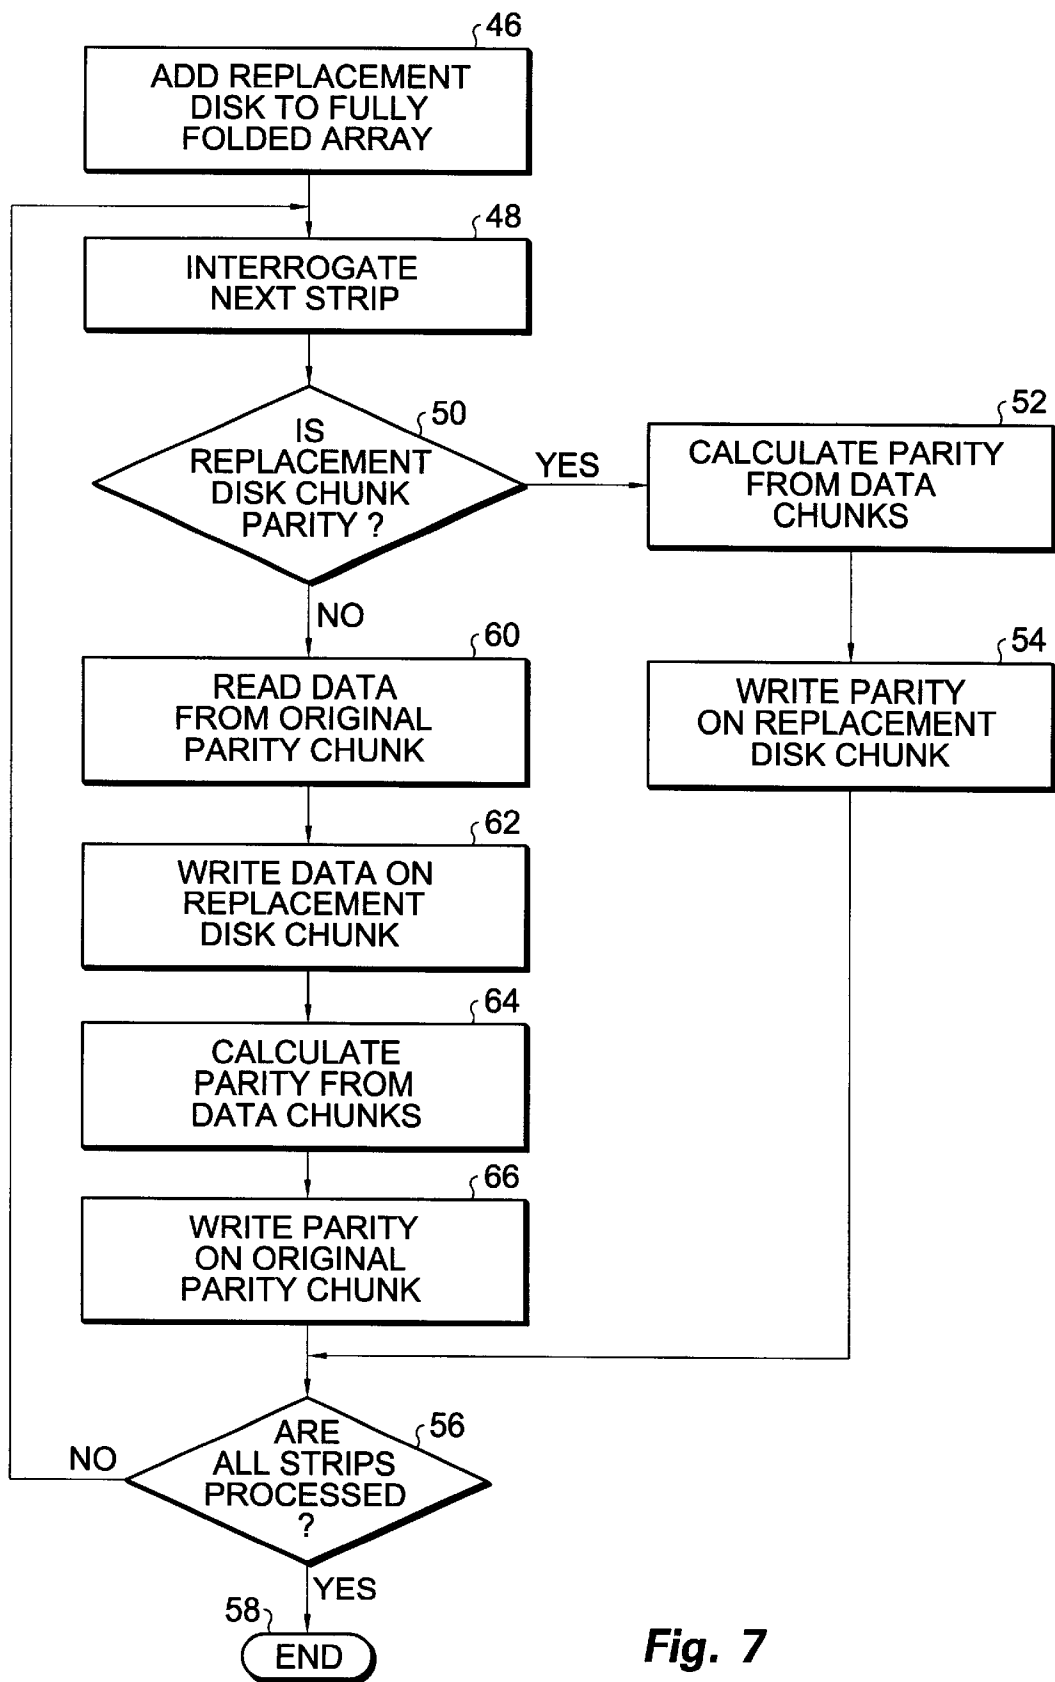 46
ADD REPLACEMENT
DISK TO FULLY
FOLDED ARRAY
48
INTERROGATE
NEXT STRIP
50
IS
REPLACEMENT
DISK CHUNK
PARITY ?
YES
52
CALCULATE PARITY
FROM DATA
CHUNKS
54
WRITE PARITY
ON REPLACEMENT
DISK CHUNK
NO
60
READ DATA
FROM ORIGINAL
PARITY CHUNK
62
WRITE DATA ON
REPLACEMENT
DISK CHUNK
64
CALCULATE
PARITY FROM
DATA CHUNKS
66
WRITE PARITY
ON ORIGINAL
PARITY CHUNK
56
ARE
ALL STRIPS
PROCESSED
?
NO
YES
58
END
Fig. 7